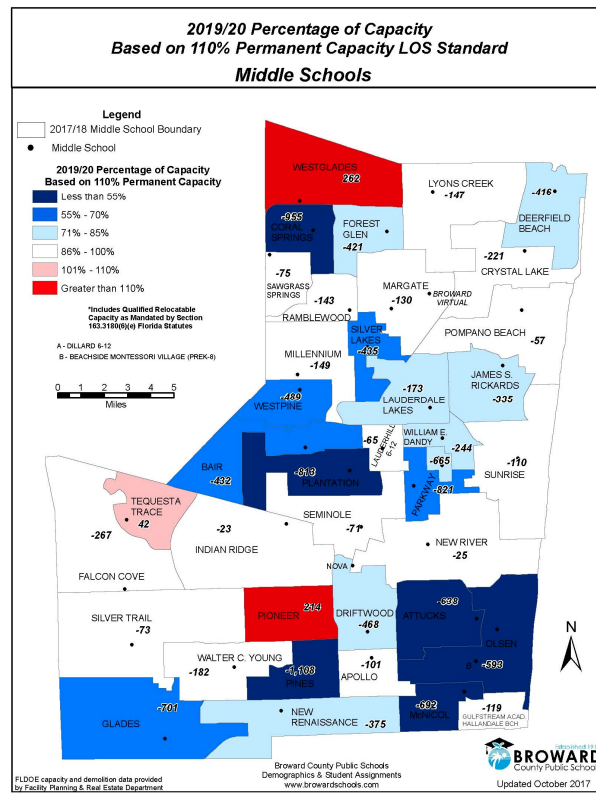 2019/20 Percentage of Capacity
Based on 110% Permanent Capacity LOS Standard
Middle Schools
Legend
2017/18 Middle School Boundary
Middle School
2019/20 Percentage of Capacity
Based on 110% Permanent Capacity
Less than 55%
55% - 70%
71% - 85%
86% - 100%
101% - 110%
Greater than 110%
*Includes Qualified Relocatable
Capacity as Mandated by Section
163.3180(6)(e) Florida Statutes
A - DILLARD 6-12
B - BEACHSIDE MONTESSORI VILLAGE (PREK-8)
0 1 2 3 4 5
Miles
WESTGLADES
262
LYONS CREEK
-147
-416
DEERFIELD
BEACH
-955
CORAL
SPRINGS
FOREST
GLEN
-421
-221
CRYSTAL LAKE
-75
SAWGRASS
SPRINGS
-143
RAMBLEWOOD
MARGATE
-130
BROWARD
VIRTUAL
POMPANO BEACH
-57
SILVER
LAKES
-435
MILLENNIUM
-149
JAMES S.
RICKARDS
-335
-173
LAUDERDALE
LAKES
-489
WESTPINE
-65
LAUDERHILL
6-12
WILLIAM E.
DANDY
-244
-665
-110
SUNRISE
BAIR
-432
-813
PLANTATION
PARKWAY
-821
TEQUESTA
TRACE
42
-267
FALCON COVE
-23
INDIAN RIDGE
SEMINOLE
-71
NEW RIVER
-25
NOVA
SILVER TRAIL
-73
PIONEER
214
DRIFTWOOD
-468
-638
ATTUCKS
OLSEN
B
-593
WALTER C. YOUNG
-182
-1,108
PINES
-101
APOLLO
-701
GLADES
NEW
RENAISSANCE
-375
-692
McNICOL
-119
GULFSTREAM ACAD.
HALLANDALE BCH
N
FLDOE capacity and demolition data provided
by Facility Planning & Real Estate Department
Broward County Public Schools
Demographics & Student Assignments
www.browardschools.com
BROWARD
County Public Schools
Updated October 2017